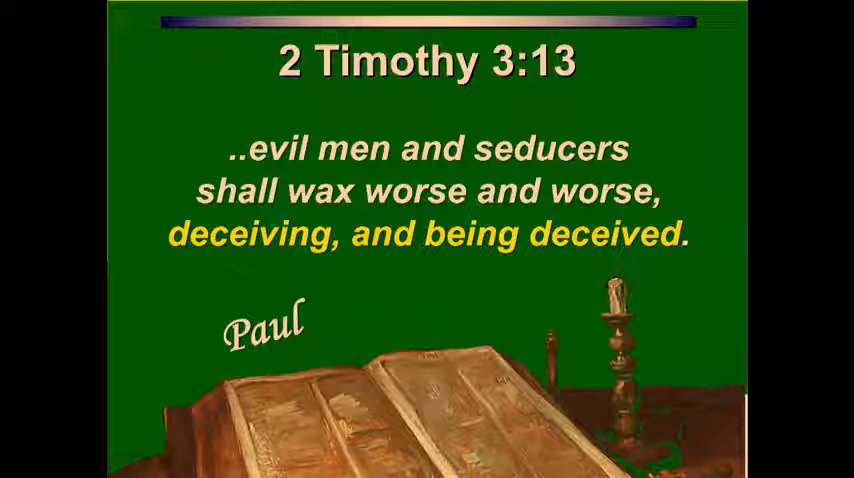 2 Timothy 3:13
..evil men and seducers
shall wax worse and worse,
deceiving, and being deceived.
Paul